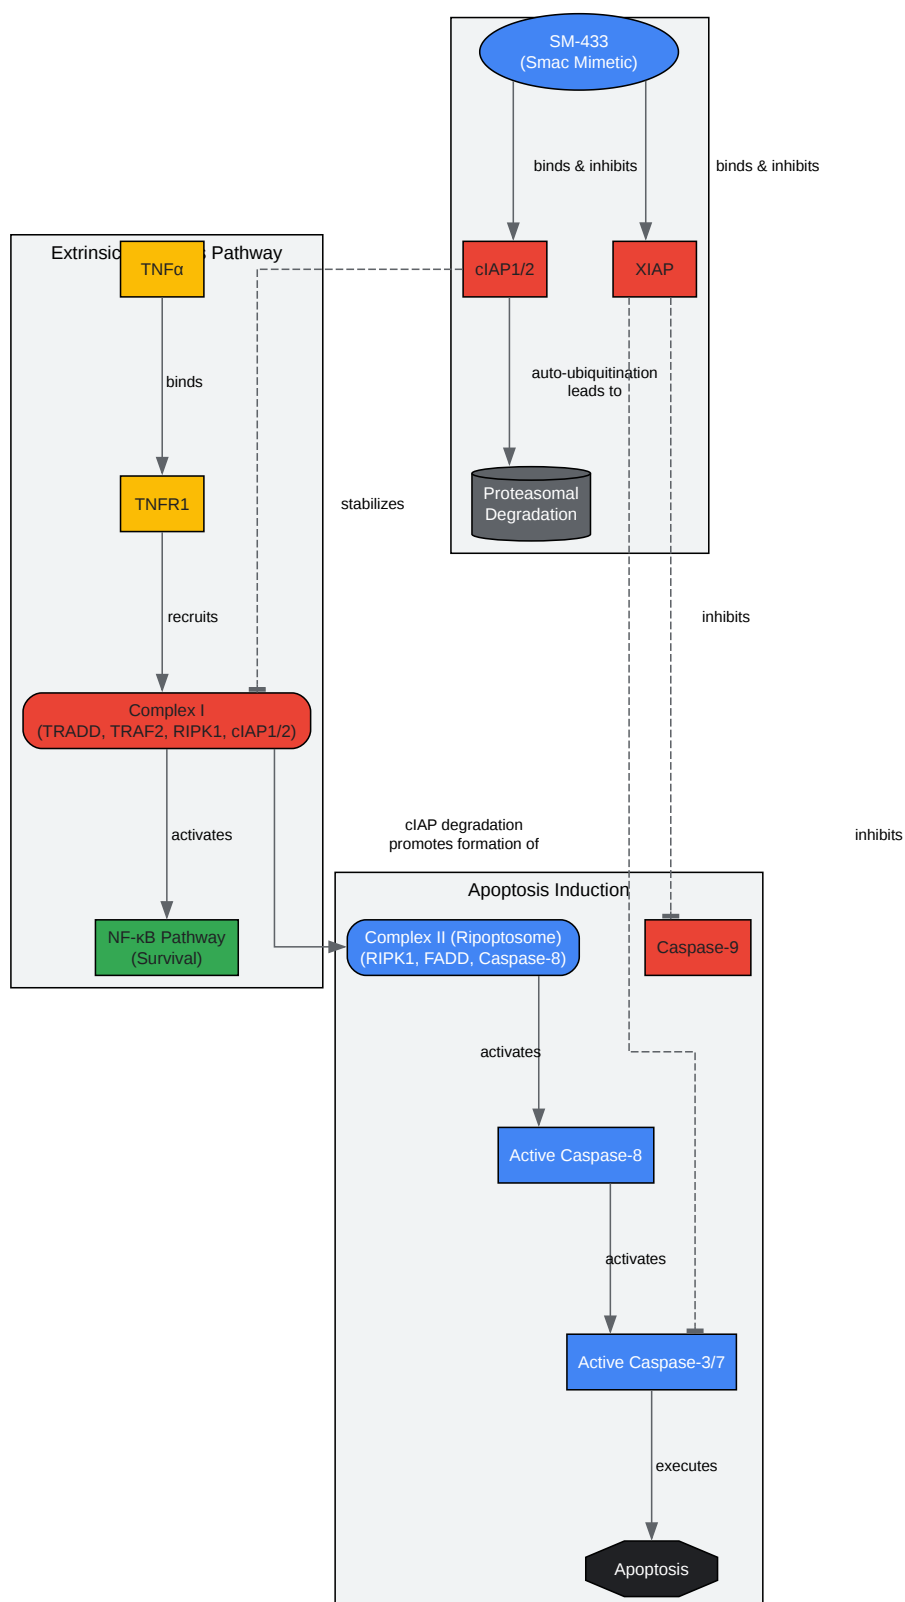 SM-433
(Smac Mimetic)
binds & inhibits
binds & inhibits
Extrinsic
Pathway
TNFα
cIAP1/2
XIAP
binds
auto-ubiquitination
leads to
TNFR1
stabilizes
Proteasomal
Degradation
recruits
inhibits
Complex I
(TRADD, TRAF2, RIPK1, cIAP1/2)
activates
cIAP degradation
promotes formation of
inhibits
Apoptosis Induction
NF-κB Pathway
(Survival)
Complex II (Ripoptosome)
(RIPK1, FADD, Caspase-8)
Caspase-9
activates
Active Caspase-8
activates
Active Caspase-3/7
executes
Apoptosis